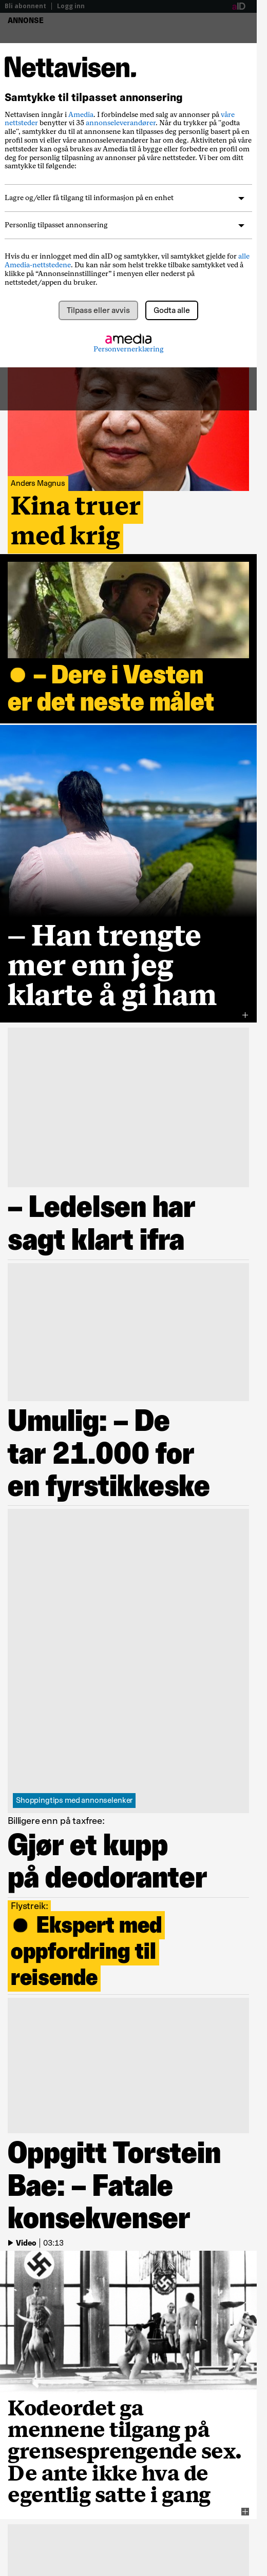 Bli abonnent | Logg inn
aID
ANNONSE
Nettavisen.
Samtykke til tilpasset annonsering
Nettavisen inngår i Amedia. I forbindelse med salg av annonser på våre
nettsteder benytter vi 35 annonseleverandører. Når du trykker på "godta
alle", samtykker du til at annonsene kan tilpasses deg personlig basert på en
profil som vi eller våre annonseleverandører har om deg. Aktiviteten på våre
nettsteder kan også brukes av Amedia til å bygge eller forbedre en profil om
deg for personlig tilpasning av annonser på våre nettsteder. Vi ber om ditt
samtykke til følgende:
Lagre og/eller få tilgang til informasjon på en enhet
Personlig tilpasset annonsering
Hvis du er innlogget med din aID og samtykker, vil samtykket gjelde for alle
Amedia-nettstedene. Du kan når som helst trekke tilbake samtykket ved å
klikke på “Annonseinnstillinger” i menyen eller nederst på
nettstedet/appen du bruker.
Tilpass eller avvis
Godta alle
amedia
Personvernerklæring
Anders Magnus
Kina truer
med krig
– Dere i Vesten
er det neste målet
– Han trengte
mer enn jeg
klarte å gi ham
– Ledelsen har
sagt klart ifra
Umulig: – De
tar 21.000 for
en fyrstikkeske
Shoppingtips med annonselenker
Billigere enn på taxfree:
Gjør et kupp
på deodoranter
Flystreik:
Ekspert med
oppfordring til
reisende
Oppgitt Torstein
Bae: – Fatale
konsekvenser
Video | 03:13
Kodeordet ga
mennene tilgang på
grensesprengende sex.
De ante ikke hva de
egentlig satte i gang